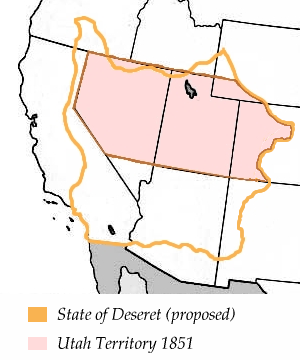 State of Deseret (proposed)
Utah Territory 1851